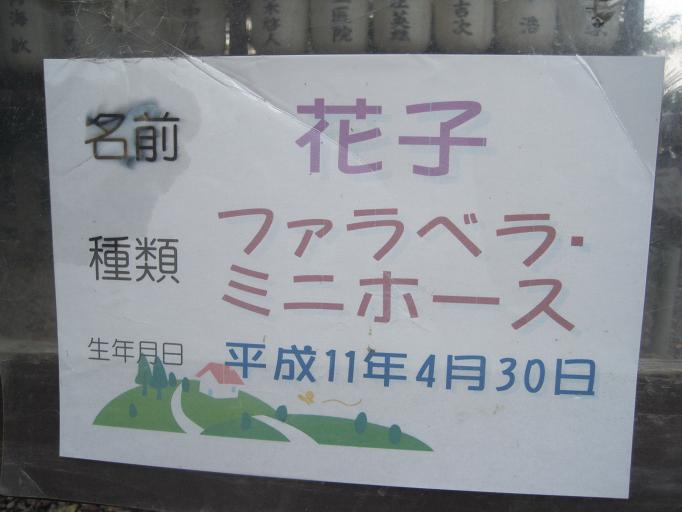 名前 花子
種類 ファラベラ・
ミニホース
生年月日 平成11年4月30日